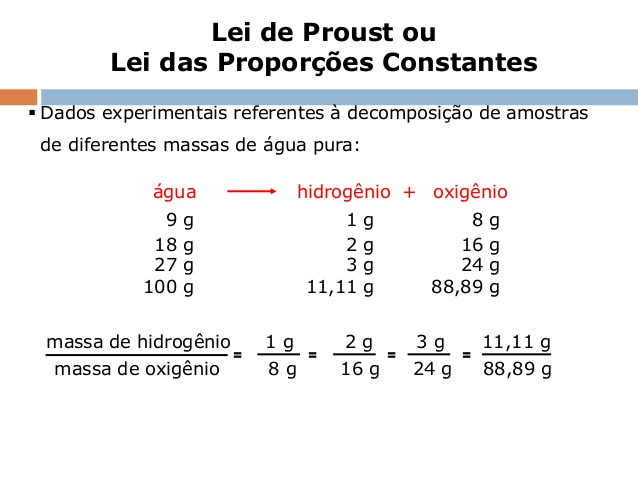 Lei de Proust ou
Lei das Proporções Constantes
▪ Dados experimentais referentes à decomposição de amostras
de diferentes massas de água pura:
água → hidrogênio + oxigênio
9 g 1 g 8 g
18 g 2 g 16 g
27 g 3 g 24 g
100 g 11,11 g 88,89 g
massa de hidrogênio 1 g 2 g 3 g 11,11 g
= = = =
massa de oxigênio 8 g 16 g 24 g 88,89 g